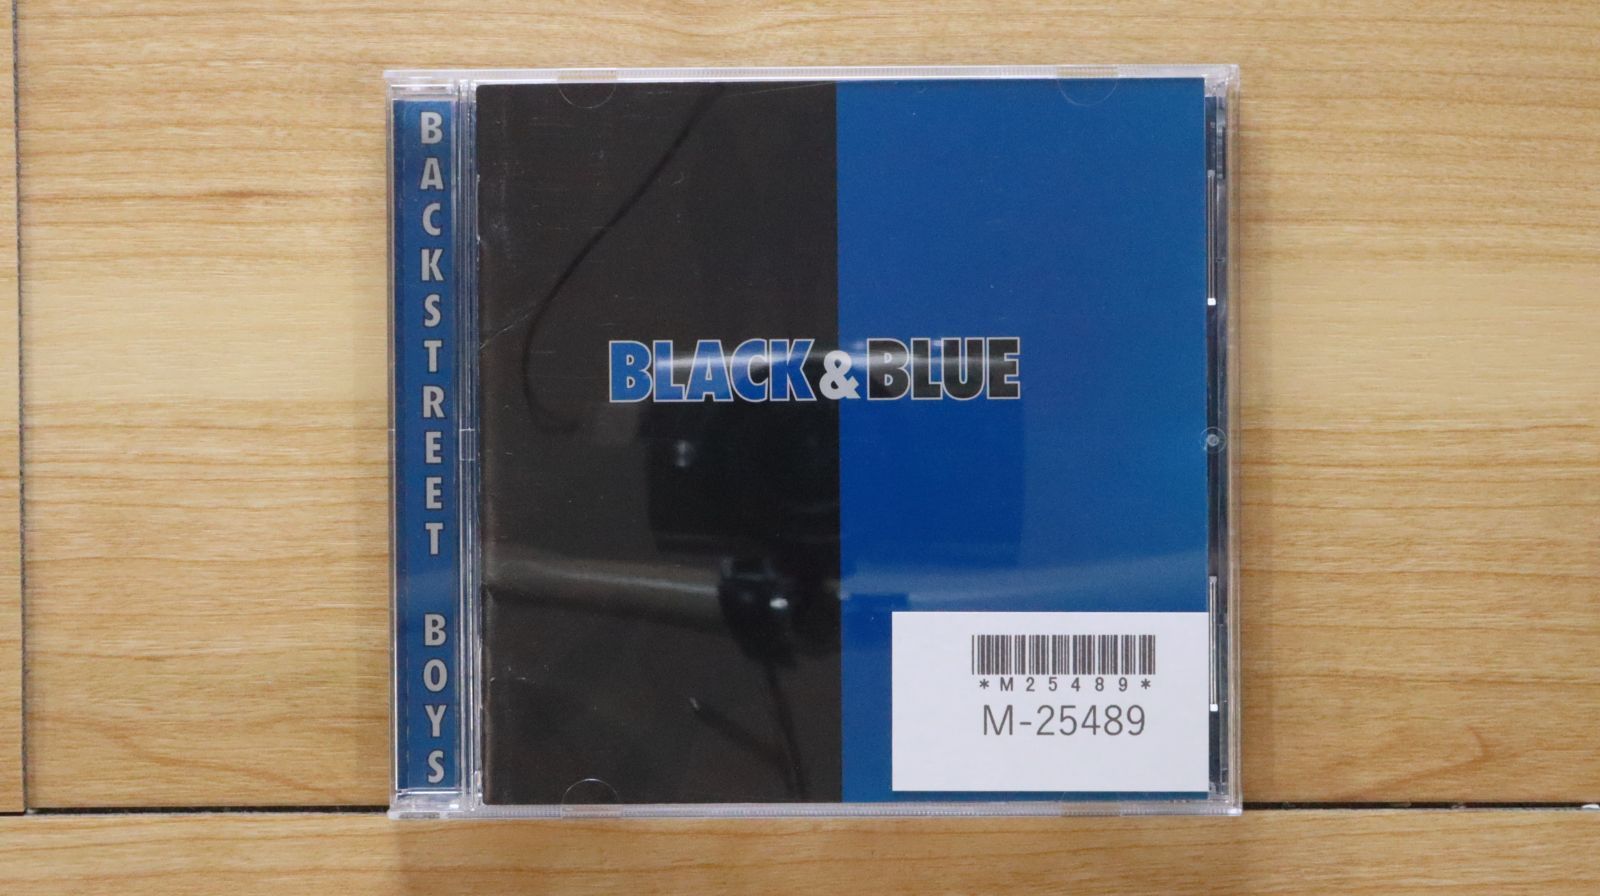 BACKSTREET BOYS
BLACK & BLUE
*M25489*
M-25489